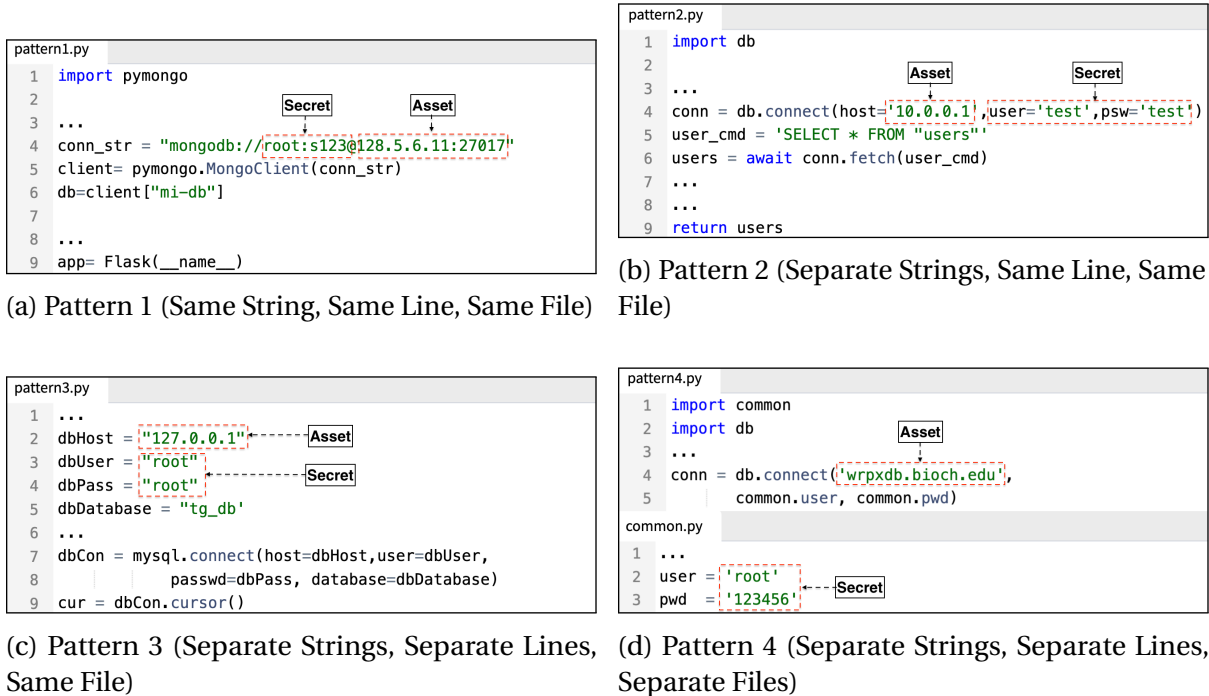 pattern1.py
1 import pymongo
2
Secret Asset
3 ...
4 conn_str = "mongodb://root:s123@128.5.6.11:27017"
5 client= pymongo.MongoClient(conn_str)
6 db=client["mi-db"]
7
8 ...
9 app= Flask(__name__)
(a) Pattern 1 (Same String, Same Line, Same File)
pattern2.py
1 import db
2
Asset Secret
3 ...
4 conn = db.connect(host='10.0.0.1',user='test',psw='test')
5 user_cmd = 'SELECT * FROM "users"'
6 users = await conn.fetch(user_cmd)
7 ...
8 ...
9 return users
(b) Pattern 2 (Separate Strings, Same Line, Same
File)
pattern3.py
1 ...
2 dbHost = "127.0.0.1" Asset
3 dbUser = "root"
Secret
4 dbPass = "root"
5 dbDatabase = "tg_db'
6 ...
7 dbCon = mysql.connect(host=dbHost,user=dbUser,
8 passwd=dbPass, database=dbDatabase)
9 cur = dbCon.cursor()
(c) Pattern 3 (Separate Strings, Separate Lines,
Same File)
pattern4.py
1 import common
2 import db
Asset
3 ...
4 conn = db.connect('wrpxdb.bioch.edu',
5 common.user, common.pwd)
common.py
1 ...
2 user = 'root'
Secret
3 pwd = '123456'
(d) Pattern 4 (Separate Strings, Separate Lines,
Separate Files)